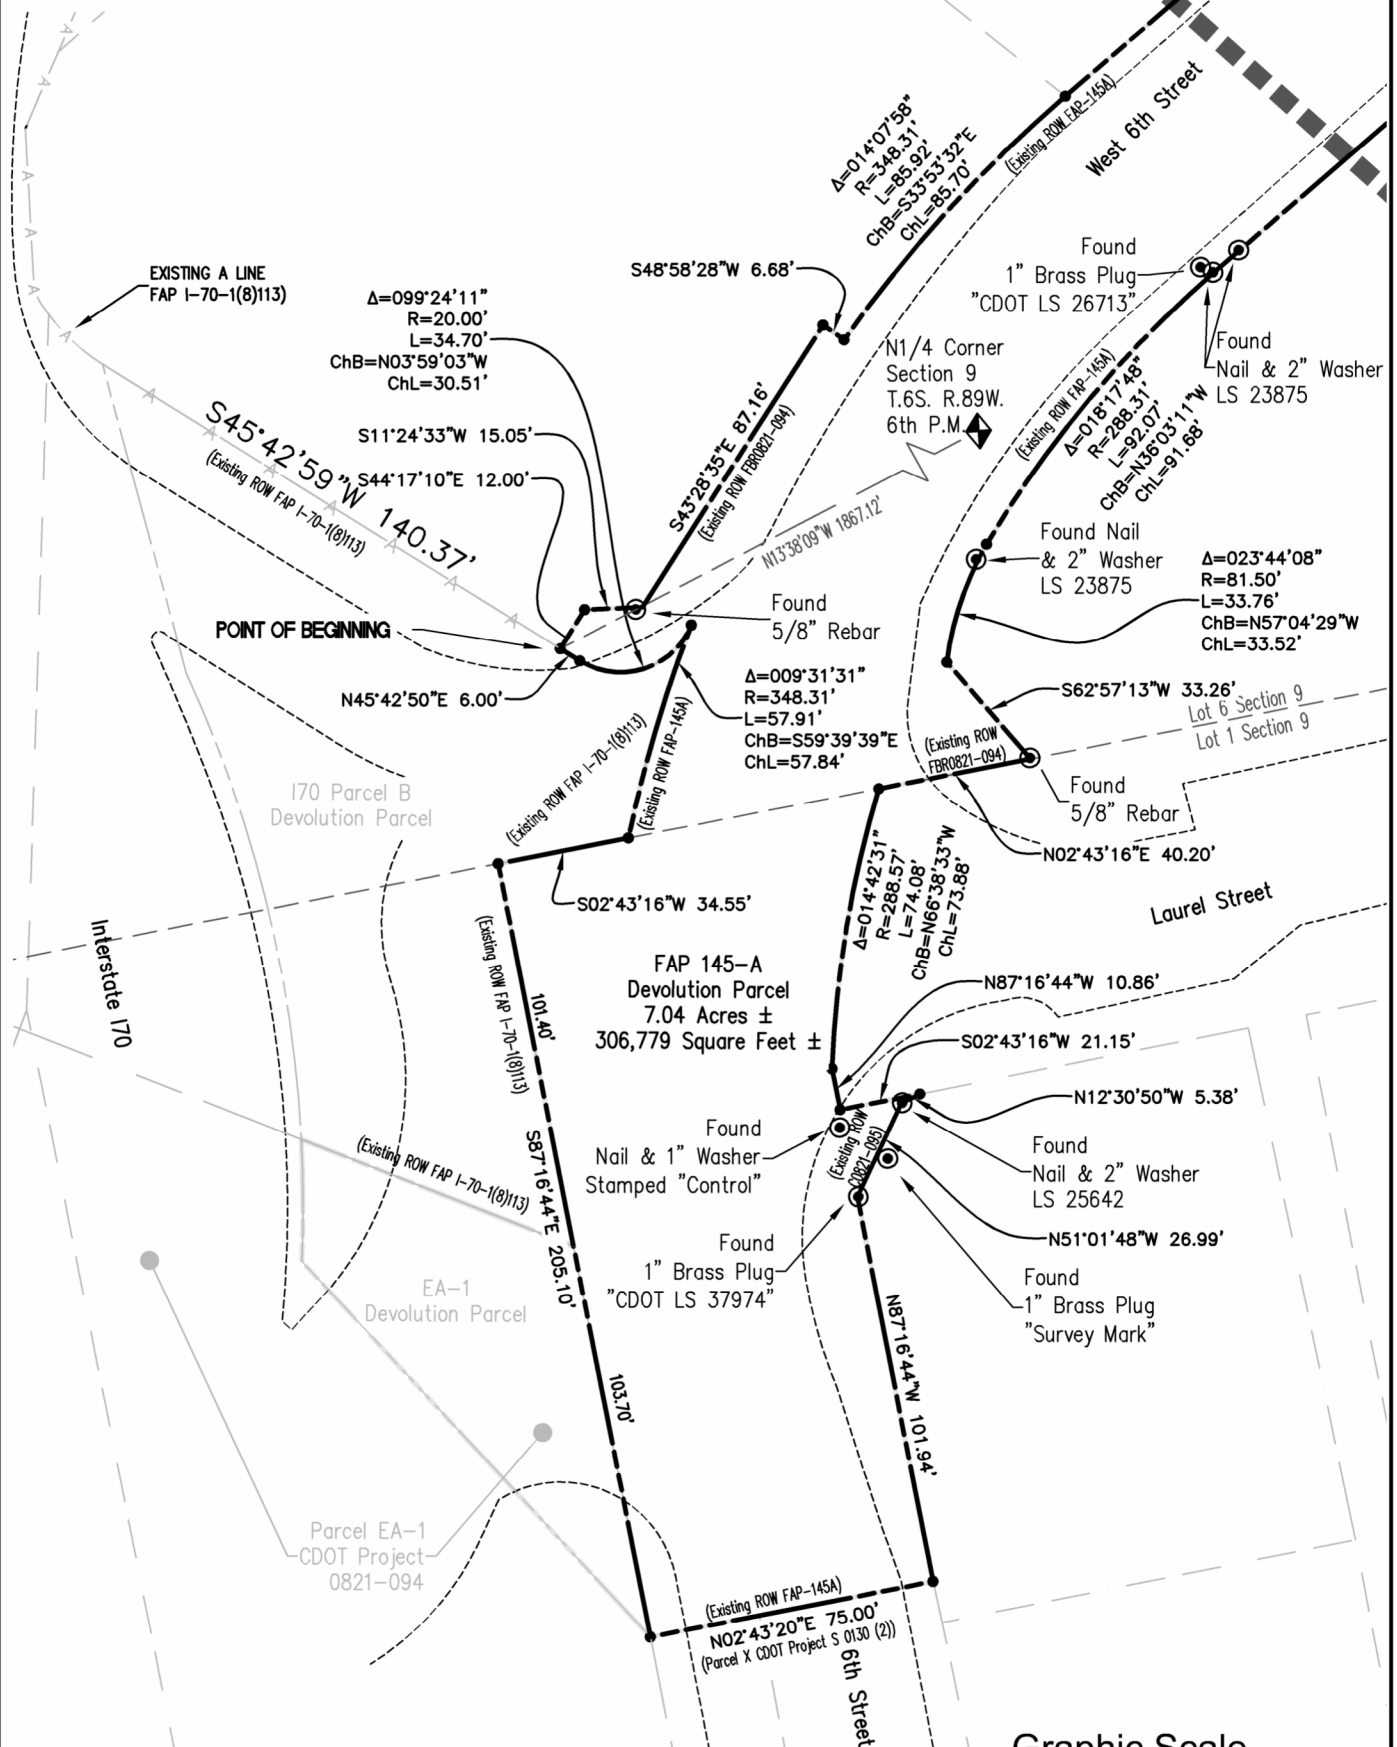 Δ=014°07'58"
R=348.31'
L=85.92'
ChB=S33°53'32"E
ChL=85.70'
(Existing ROW FAP-145A)
West 6th Street
EXISTING A LINE
FAP I-70-1(8)113)
Δ=099°24'11"
R=20.00'
L=34.70'
ChB=N03°59'03"W
ChL=30.51'
S48°58'28"W 6.68'
Found
1" Brass Plug
"CDOT LS 26713"
Found
Nail & 2" Washer
LS 23875
N1/4 Corner
Section 9
T.6S. R.89W.
6th P.M.
(Existing ROW FAP-145A)
Δ=018°17'48"
R=288.31'
L=92.07'
ChB=N36°03'11"W
ChL=91.68'
S45°42'59"W 140.37'
(Existing ROW FAP I-70-1(8)113)
S11°24'33"W 15.05'
S44°17'10"E 12.00'
S43°28'35"E 87.16'
(Existing ROW FBR0821-094)
N13°38'09"W 1867.12'
Found Nail
& 2" Washer
LS 23875
Δ=023°44'08"
R=81.50'
L=33.76'
ChB=N57°04'29"W
ChL=33.52'
POINT OF BEGINNING
Found
5/8" Rebar
N45°42'50"E 6.00'
Δ=009°31'31"
R=348.31'
L=57.91'
ChB=S59°39'39"E
ChL=57.84'
S62°57'13"W 33.26'
Lot 6 Section 9
Lot 1 Section 9
(Existing ROW FAP I-70-1(8)113)
(Existing ROW FAP-145A)
(Existing ROW
FBR0821-094)
Found
5/8" Rebar
I70 Parcel B
Devolution Parcel
N02°43'16"E 40.20'
S02°43'16"W 34.55'
Δ=014°42'31"
R=288.57'
L=74.08'
ChB=N66°38'33"W
ChL=73.88'
Laurel Street
Interstate I70
(Existing ROW FAP I-70-1(8)113)
101.40'
FAP 145-A
Devolution Parcel
7.04 Acres ±
306,779 Square Feet ±
N87°16'44"W 10.86'
S02°43'16"W 21.15'
N12°30'50"W 5.38'
Found
Nail & 1" Washer
Stamped "Control"
(Existing ROW
C0821-095)
Found
Nail & 2" Washer
LS 25642
(Existing ROW FAP I-70-1(8)113)
S87°16'44"E 205.10'
N51°01'48"W 26.99'
Found
1" Brass Plug
"CDOT LS 37974"
Found
1" Brass Plug
"Survey Mark"
EA-1
Devolution Parcel
N87°16'44"W 101.94'
103.70'
Parcel EA-1
CDOT Project
0821-094
(Existing ROW FAP-145A)
N02°43'20"E 75.00'
(Parcel X CDOT Project S 0130 (2))
6th Street
Graphic Scale
A
A
A
A
A
A
A
A
A
A
A
A
A
A